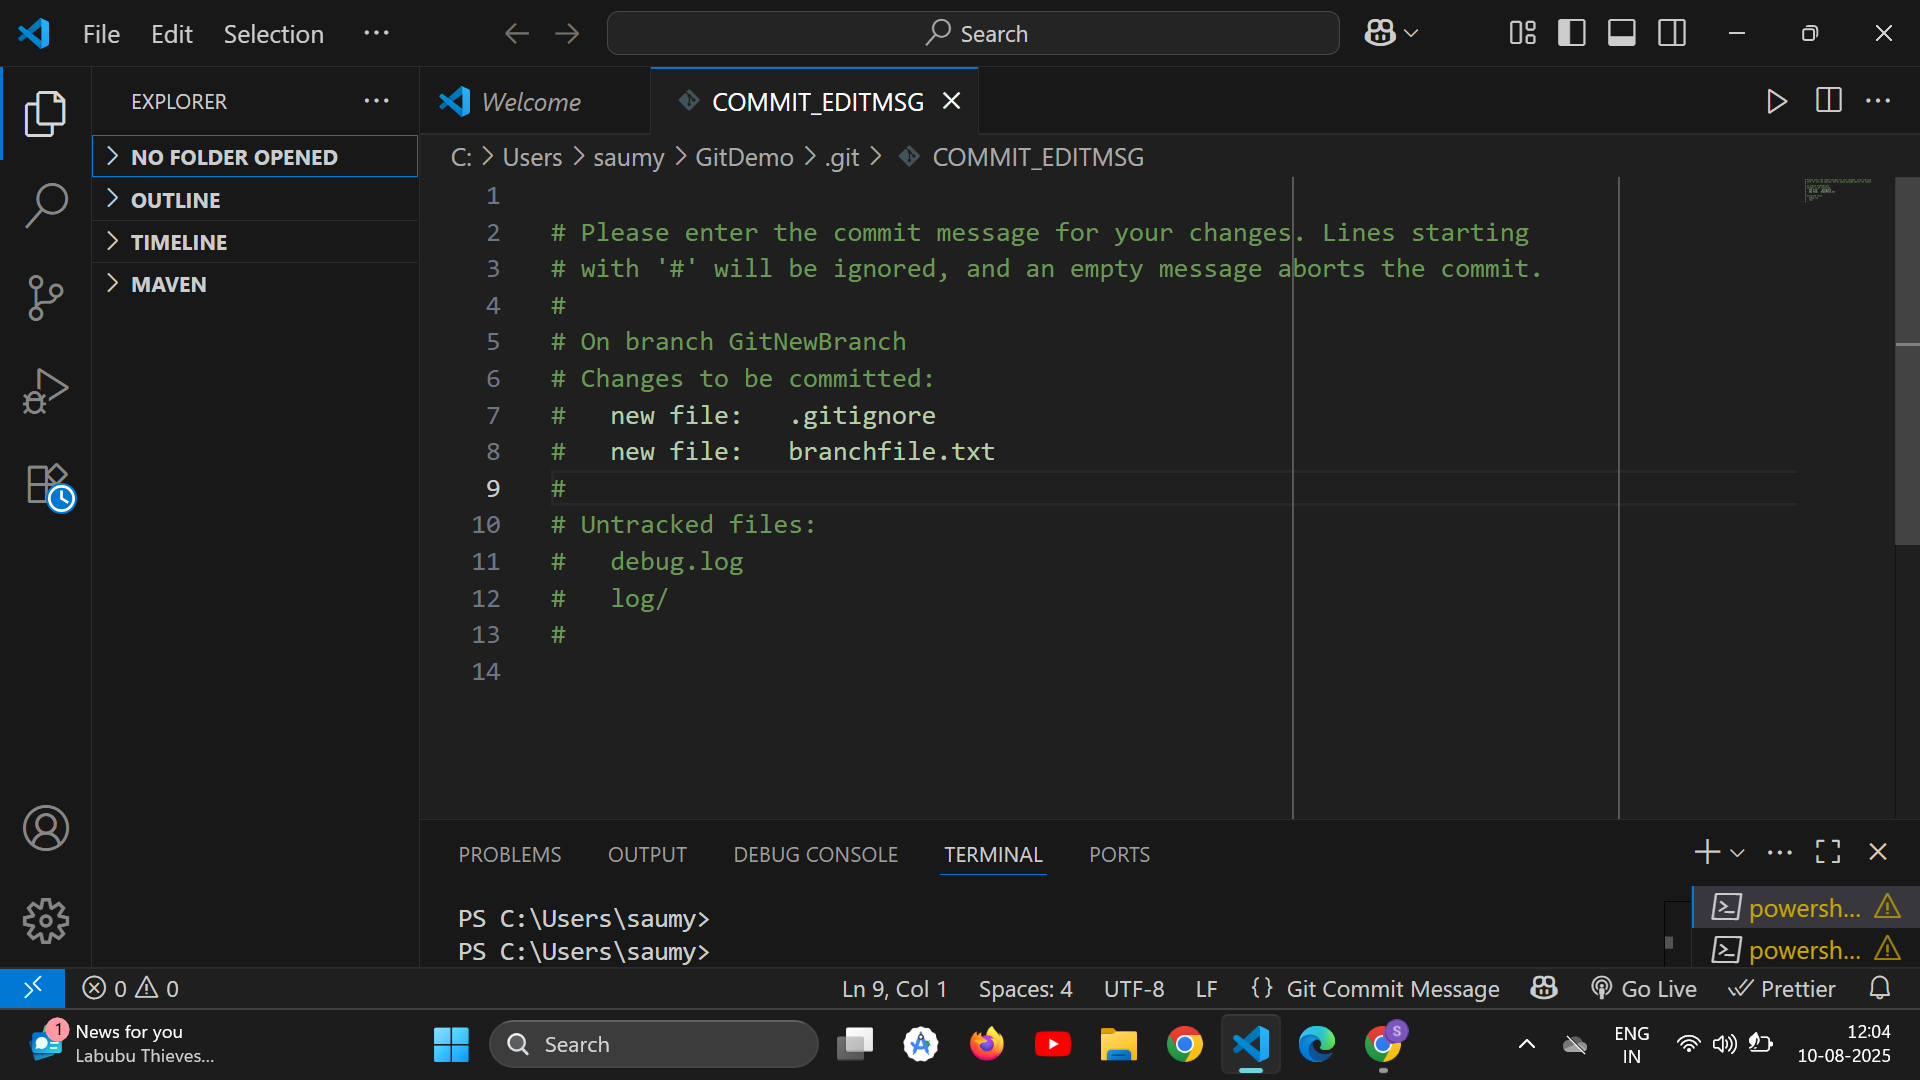 File Edit Selection ··· Search
EXPLORER ···
NO FOLDER OPENED
OUTLINE
TIMELINE
MAVEN
Welcome COMMIT_EDITMSG
C: > Users > saumy > GitDemo > .git > COMMIT_EDITMSG
1
2 # Please enter the commit message for your changes. Lines starting
3 # with '#' will be ignored, and an empty message aborts the commit.
4 #
5 # On branch GitNewBranch
6 # Changes to be committed:
7 # new file: .gitignore
8 # new file: branchfile.txt
9 #
10 # Untracked files:
11 # debug.log
12 # log/
13 #
14
PROBLEMS OUTPUT DEBUG CONSOLE TERMINAL PORTS
PS C:\Users\saumy>
PS C:\Users\saumy>
powersh...
powersh...
0 0 Ln 9, Col 1 Spaces: 4 UTF-8 LF {} Git Commit Message Go Live Prettier
1 News for you
Labubu Thieves...
Search
S
ENG
IN
12:04
10-08-2025